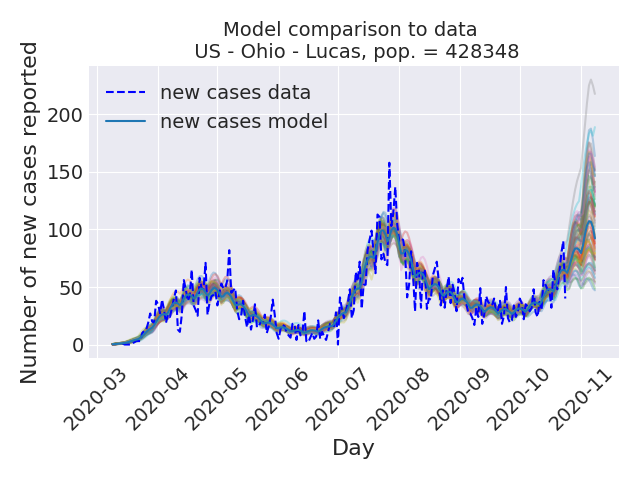 Model comparison to data
US - Ohio - Lucas, pop. = 428348
Number of new cases reported
new cases data
new cases model
200
150
100
50
0
2020-03
2020-04
2020-05
2020-06
2020-07
2020-08
2020-09
2020-10
2020-11
Day